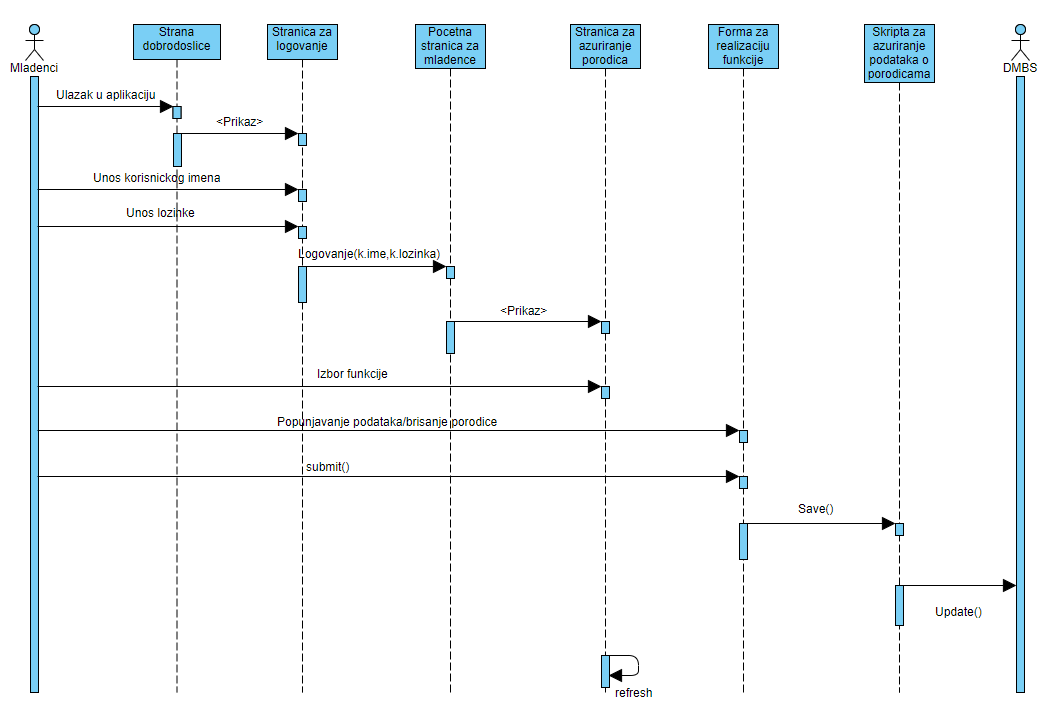 Mladenci
Strana
dobrodoslice
Stranica za
logovanje
Pocetna
stranica za
mladence
Stranica za
azuriranje
porodica
Forma za
realizaciju
funkcije
Skripta za
azuriranje
podataka o
porodicama
DMBS
Ulazak u aplikaciju
<Prikaz>
Unos korisnickog imena
Unos lozinke
Logovanje(k.ime,k.lozinka)
<Prikaz>
Izbor funkcije
Popunjavanje podataka/brisanje porodice
submit()
Save()
Update()
refresh